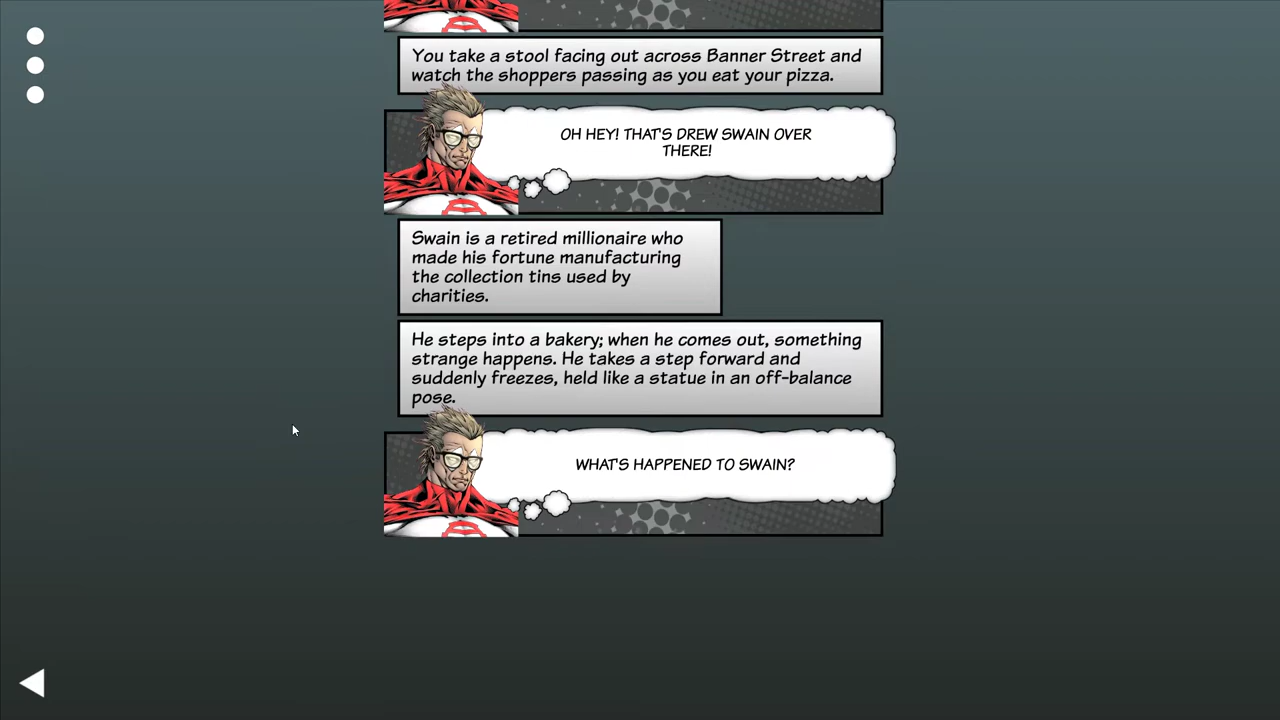 You take a stool facing out across Banner Street and
watch the shoppers passing as you eat your pizza.
OH HEY! THAT'S DREW SWAIN OVER
THERE!
Swain is a retired millionaire who
made his fortune manufacturing
the collection tins used by
charities.
He steps into a bakery; when he comes out, something
strange happens. He takes a step forward and
suddenly freezes, held like a statue in an off-balance
pose.
WHAT'S HAPPENED TO SWAIN?